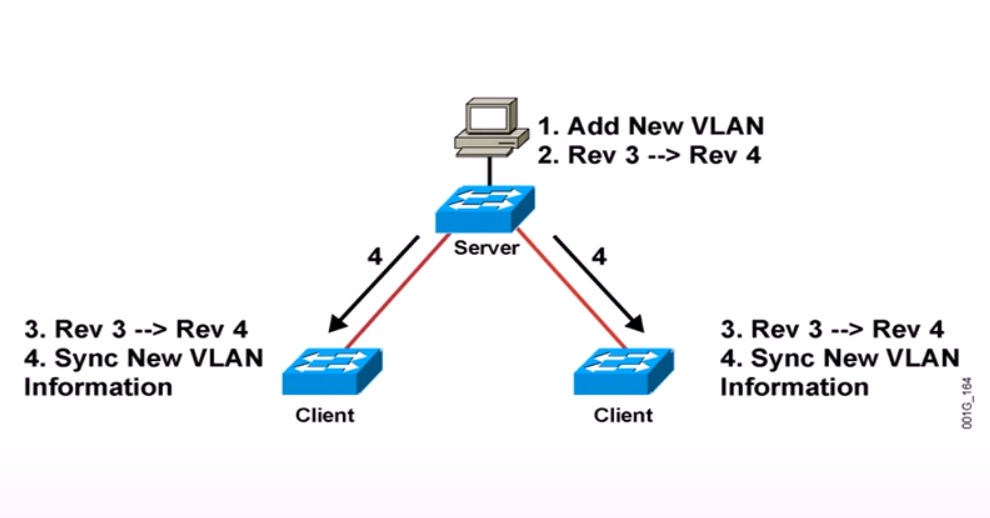 1. Add New VLAN
2. Rev 3 --> Rev 4
Server
4
4
3. Rev 3 --> Rev 4
4. Sync New VLAN
Information
Client
3. Rev 3 --> Rev 4
4. Sync New VLAN
Information
Client
001G_164